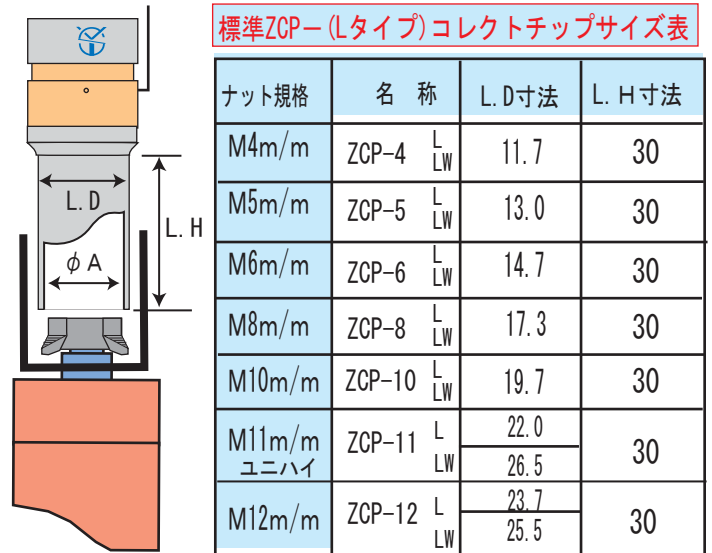 標準ZCP－(Lタイプ)コレクトチップサイズ表
ナット規格 名 称 L.D寸法 L.H寸法
M4m/m ZCP-4 L LW 11.7 30
M5m/m ZCP-5 L LW 13.0 30
M6m/m ZCP-6 L LW 14.7 30
M8m/m ZCP-8 L LW 17.3 30
M10m/m ZCP-10 L LW 19.7 30
M11m/m ユニハイ ZCP-11 L 22.0 30
LW 26.5
M12m/m ZCP-12 L 23.7 30
LW 25.5
L.D
L.H
φA